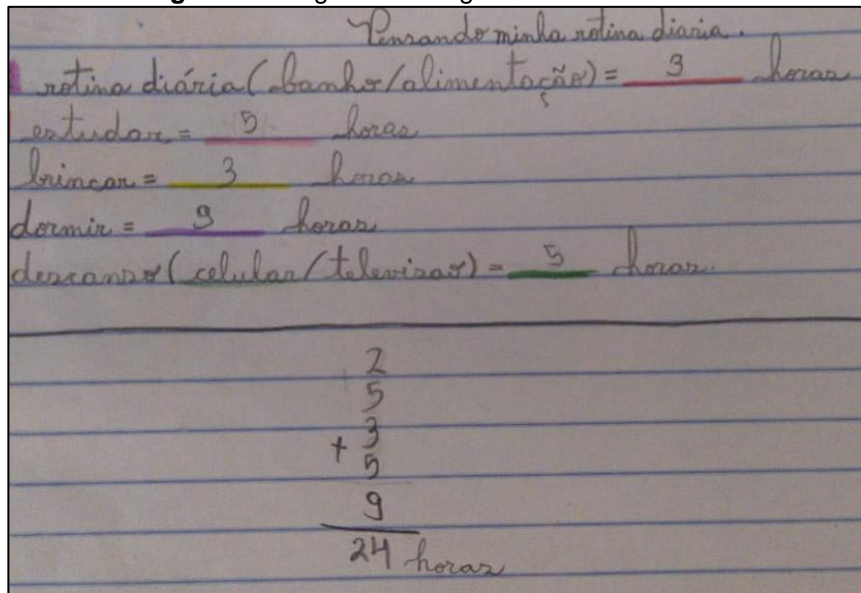 Pensando minha rotina diaria.
rotina diária (banho/alimentação) = 3 horas
estudar = 5 horas
brincar = 3 horas
dormir = 9 horas
descanso (celular/televisao) = 5 horas.
2
5
+ 3
5
9
24 horas